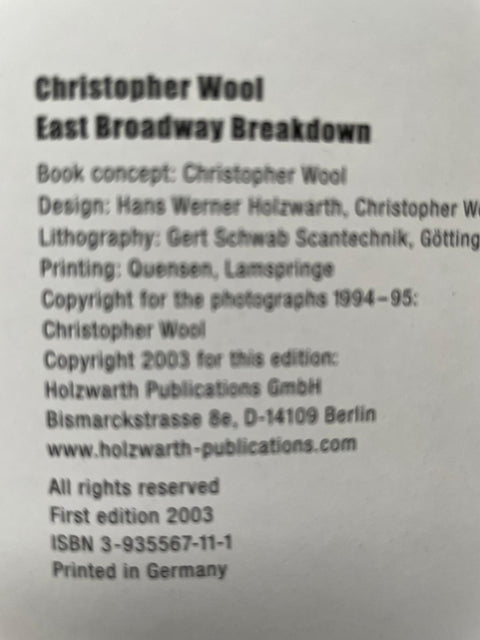 Christopher Wool
East Broadway Breakdown
Book concept: Christopher Wool
Design: Hans Werner Holzwarth, Christopher
Lithography: Gert Schwab Scantechnik,
Printing: Quensen, Lamspringe
Copyright for the photographs 1994–95:
Christopher Wool
Copyright 2003 for this edition:
Holzwarth Publications GmbH
Bismarckstrasse 8e, D-14109 Berlin
www.holzwarth-publications.com
All rights reserved
First edition 2003
ISBN 3-935567-11-1
Printed in Germany